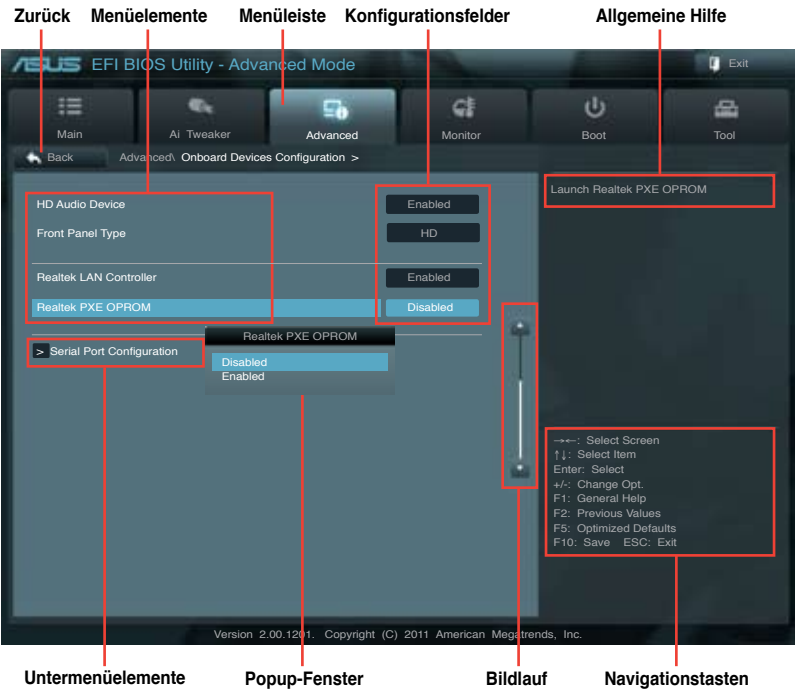 Zurück Menüelemente Menüleiste Konfigurationsfelder Allgemeine Hilfe
ASUS EFI BIOS Utility - Advanced Mode Exit
Main Ai Tweaker Advanced Monitor Boot Tool
Back Advanced\ Onboard Devices Configuration >
Launch Realtek PXE OPROM
HD Audio Device Enabled
Front Panel Type HD
Realtek LAN Controller Enabled
Realtek PXE OPROM Disabled
Realtek PXE OPROM
> Serial Port Configuration
Disabled
Enabled
→←: Select Screen
↑↓: Select Item
Enter: Select
+/-: Change Opt.
F1: General Help
F2: Previous Values
F5: Optimized Defaults
F10: Save ESC: Exit
Version 2.00.1201. Copyright (C) 2011 American Megatrends, Inc.
Untermenüelemente Popup-Fenster Bildlauf Navigationstasten